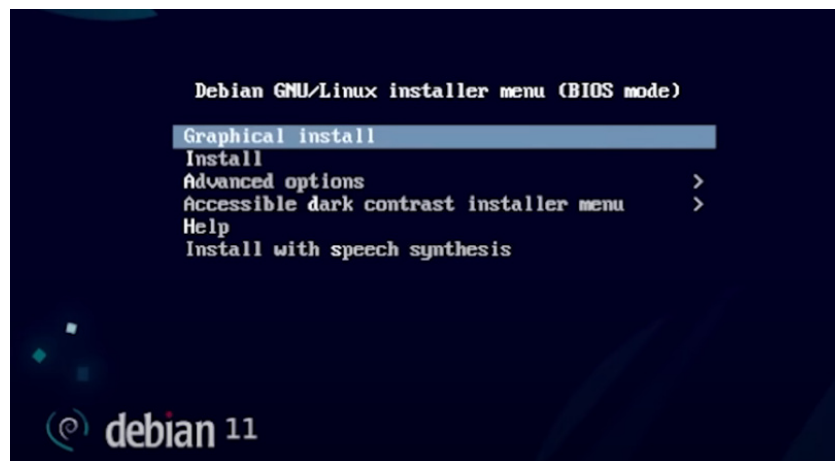 Debian GNU/Linux installer menu (BIOS mode)
Graphical install
Install
Advanced options >
Accessible dark contrast installer menu >
Help
Install with speech synthesis
debian 11